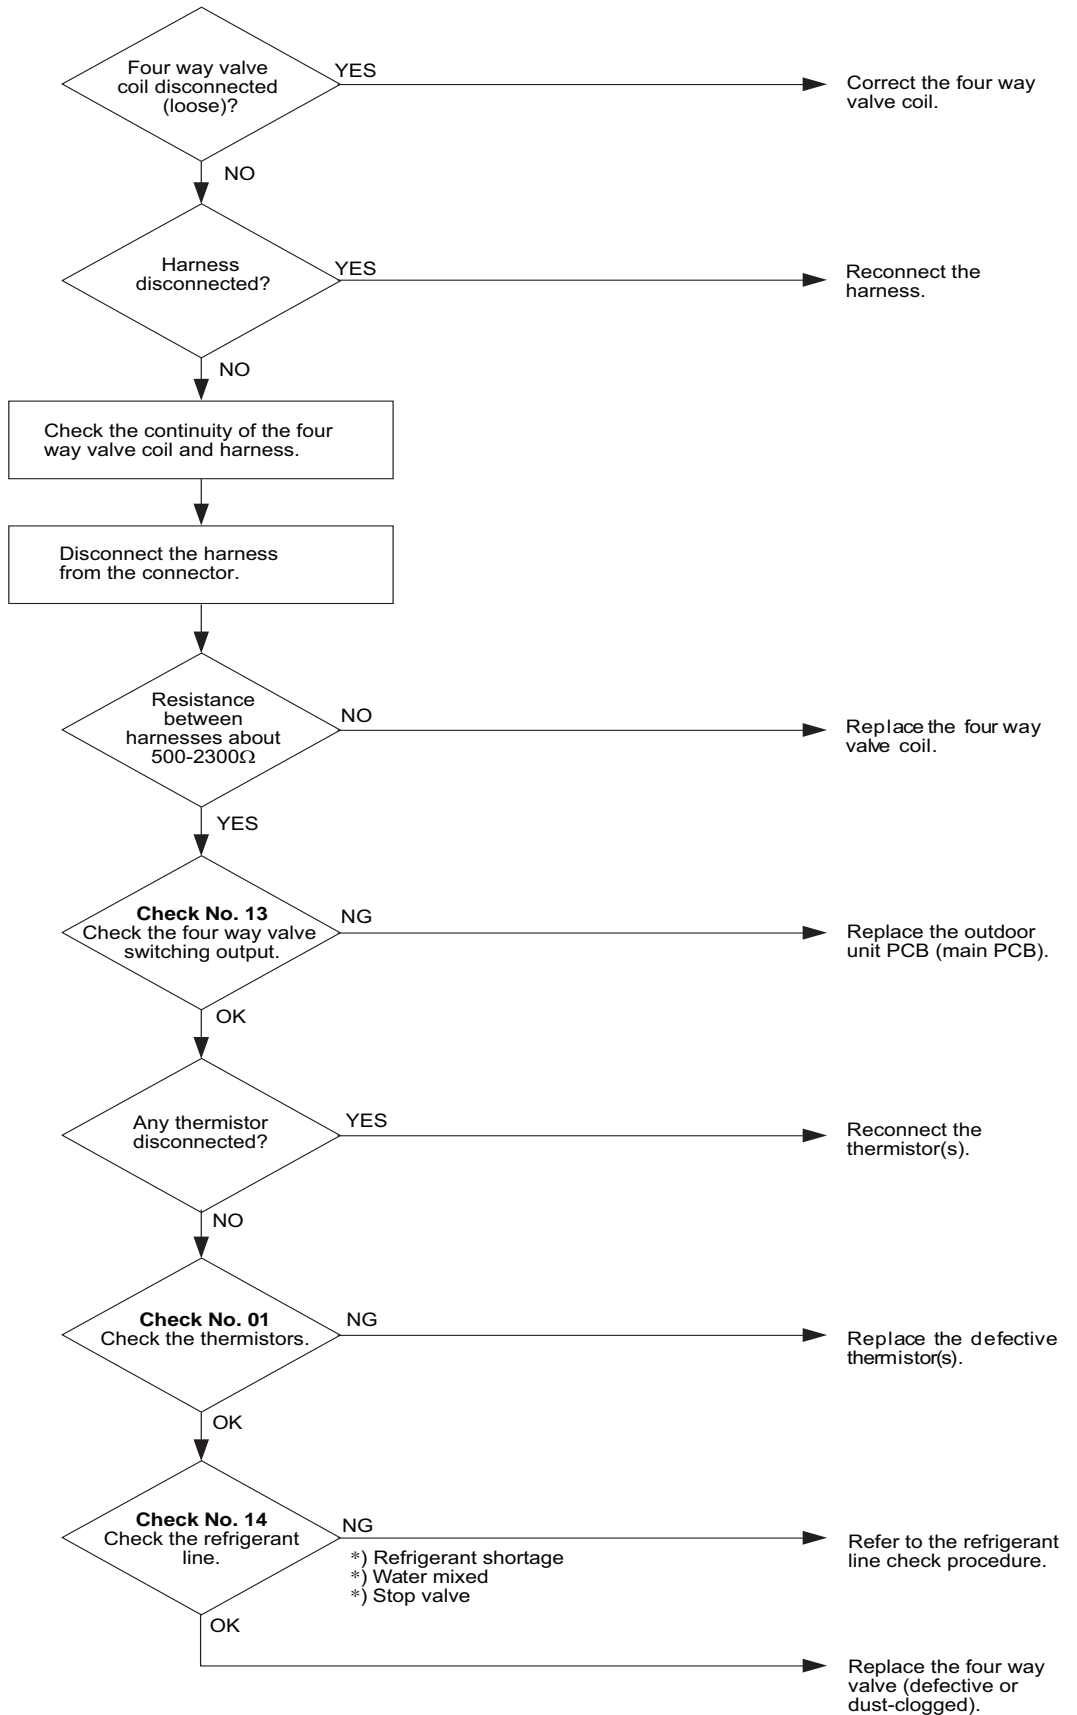 Four way valve
coil disconnected
(loose)?
YES
Correct the four way
valve coil.
NO
Harness
disconnected?
YES
Reconnect the
harness.
NO
Check the continuity of the four
way valve coil and harness.
Disconnect the harness
from the connector.
Resistance
between
harnesses about
500-2300Ω
NO
Replace the four way
valve coil.
YES
Check No. 13
Check the four way valve
switching output.
NG
Replace the outdoor
unit PCB (main PCB).
OK
Any thermistor
disconnected?
YES
Reconnect the
thermistor(s).
NO
Check No. 01
Check the thermistors.
NG
Replace the defective
thermistor(s).
OK
Check No. 14
Check the refrigerant
line.
NG
*) Refrigerant shortage
*) Water mixed
*) Stop valve
Refer to the refrigerant
line check procedure.
OK
Replace the four way
valve (defective or
dust-clogged).